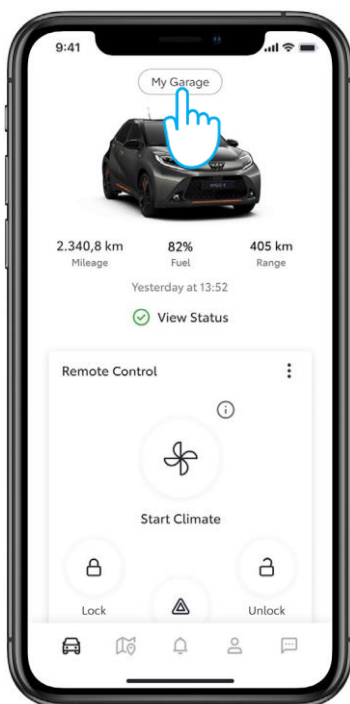 9:41
My Garage
2.340,8 km 82% 405 km
Mileage Fuel Range
Yesterday at 13:52
View Status
Remote Control
Start Climate
Lock Unlock